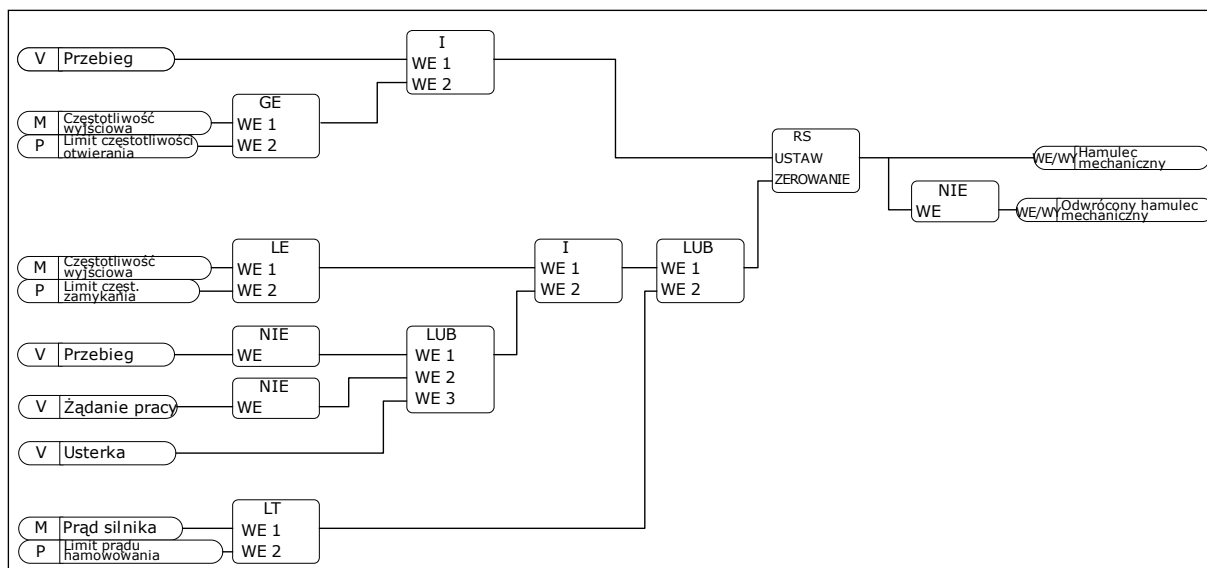 I
V Przebieg
WE 1
WE 2
GE
M Częstotliwość
wyjściowa
WE 1
P Limit częstotliwości
otwierania
WE 2
RS
USTAW
ZEROWANIE
WE/WY Hamulec
mechaniczny
NIE
WE
WE/WY Odwrócony hamulec
mechaniczny
LE
M Częstotliwość
wyjściowa
WE 1
P Limit częst.
zamykania
WE 2
I
WE 1
WE 2
LUB
WE 1
WE 2
NIE
V Przebieg
WE
LUB
WE 1
WE 2
WE 3
NIE
V Żądanie pracy
WE
V Usterka
LT
M Prąd silnika
WE 1
P Limit prądu
hamowowania
WE 2